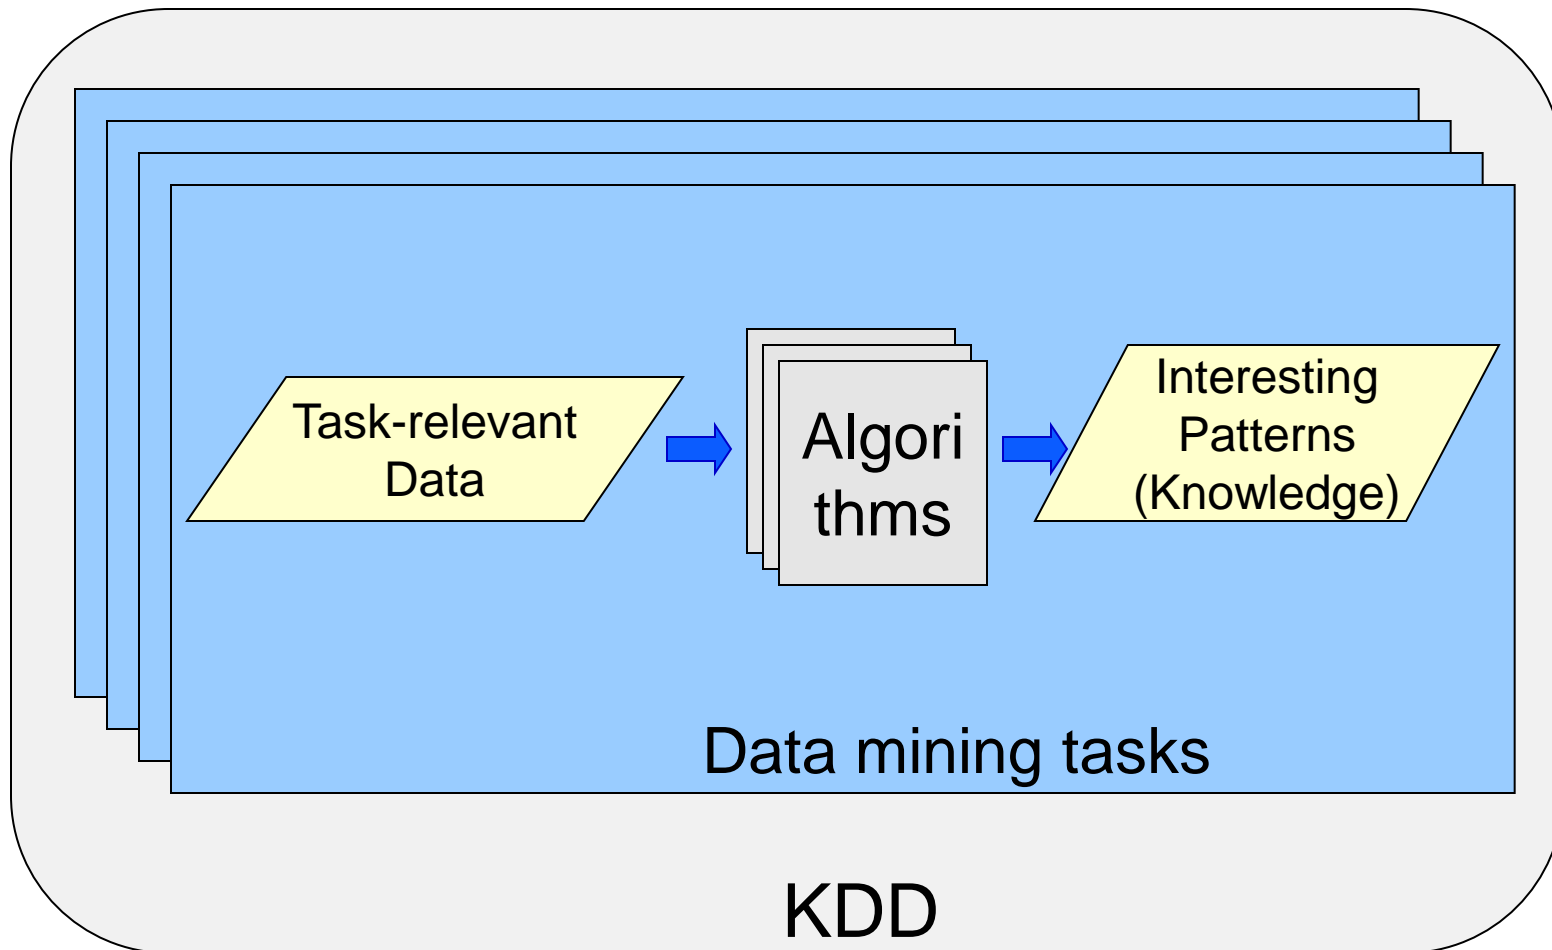 Task-relevant
Data
Algori
thms
Interesting
Patterns
(Knowledge)
Data mining tasks
KDD